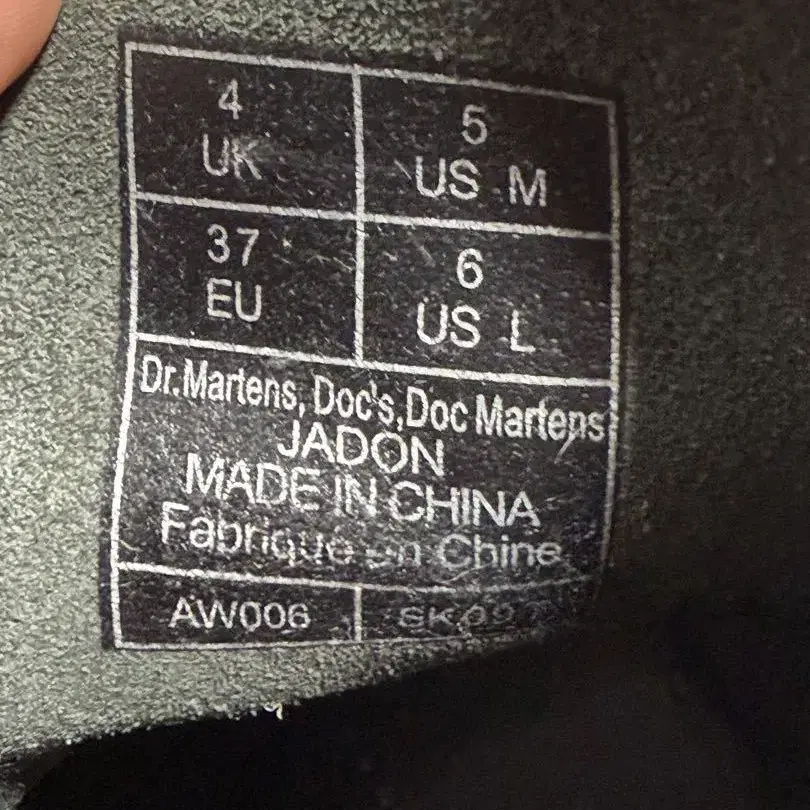 4
UK
5
US M
37
EU
6
US L
Dr.Martens, Doc's, Doc Martens
JADON
MADE IN CHINA
Fabriqué en Chine
AW006